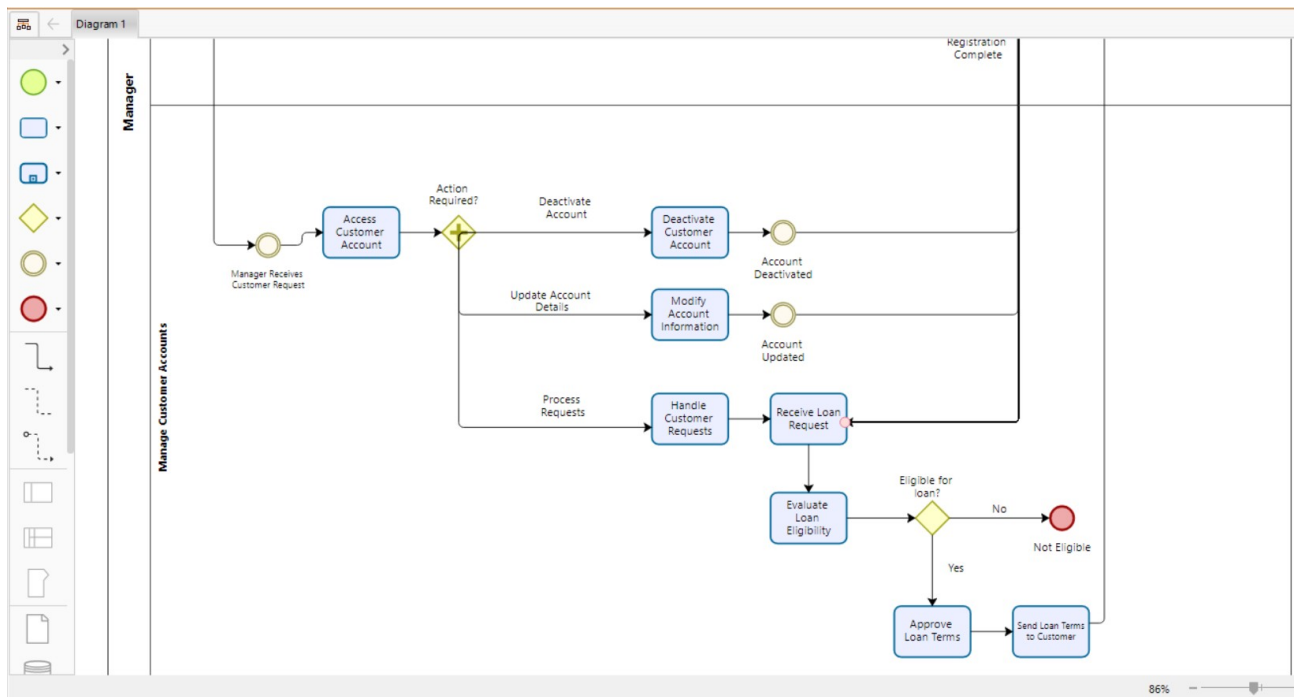 Diagram 1
Registration
Complete
Manager
Manage Customer Accounts
Manager Receives
Customer Request
Access
Customer
Account
Action
Required?
Deactivate
Account
Deactivate
Customer
Account
Account
Deactivated
Update Account
Details
Modify
Account
Information
Account
Updated
Process
Requests
Handle
Customer
Requests
Receive Loan
Request
Evaluate
Loan
Eligibility
Eligible for
loan?
No
Not Eligible
Yes
Approve
Loan Terms
Send Loan Terms
to Customer
86%